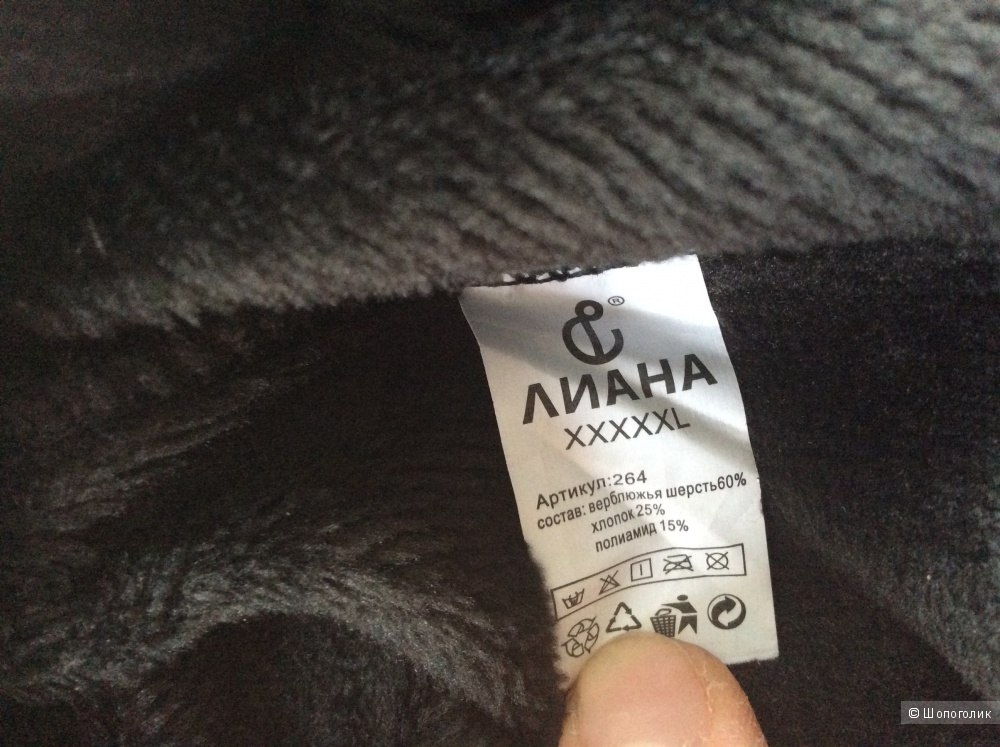 ®
ЛИАНА
XXXXXL
Артикул:264
состав: верблюжья шерсть60%
хлопок 25%
полиамид 15%
© Шопоголик